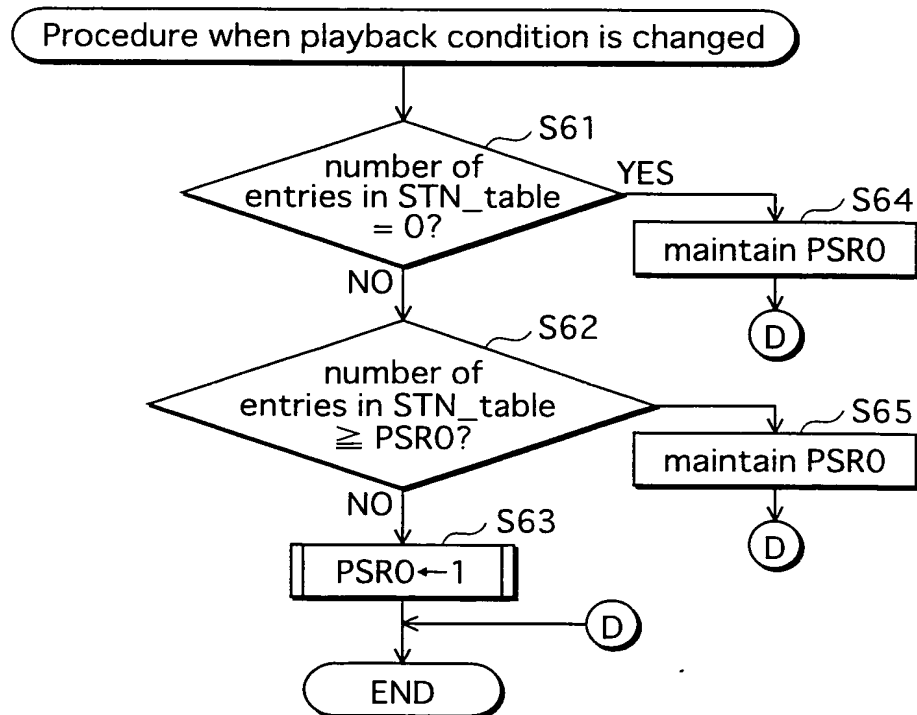 Procedure when playback condition is changed
S61
number of
entries in STN_table
= 0?
YES
S64
maintain PSR0
D
NO
S62
number of
entries in STN_table
≧ PSR0?
S65
maintain PSR0
D
NO
S63
PSR0←1
D
END